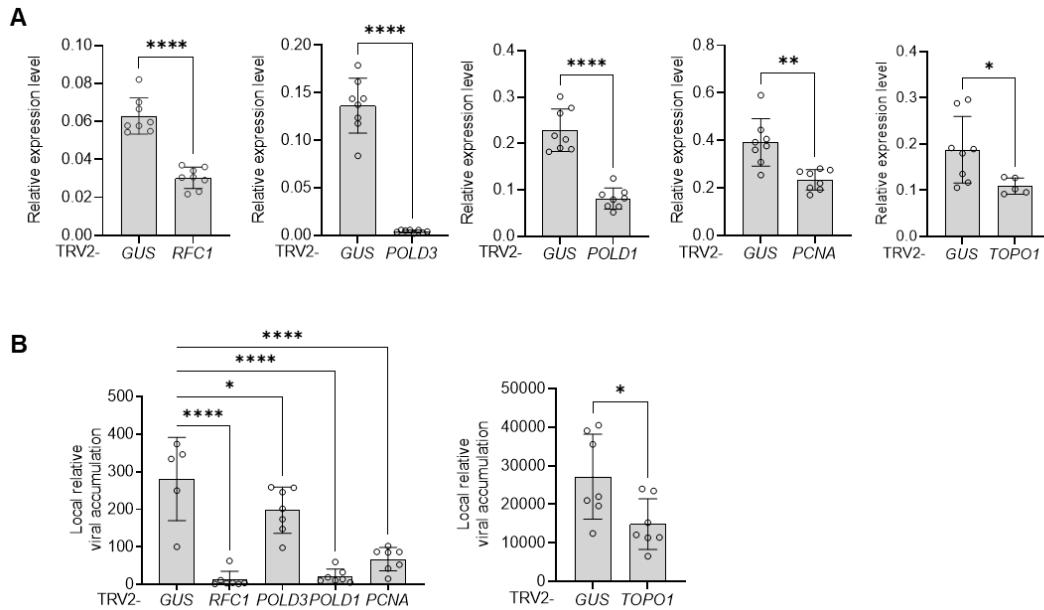 A
Relative expression level
0.10
0.08
0.06
0.04
0.02
0.00
****
TRV2- GUS RFC1
Relative expression level
0.20
0.15
0.10
0.05
0.00
****
TRV2- GUS POLD3
Relative expression level
0.4
0.3
0.2
0.1
0.0
****
TRV2- GUS POLD1
Relative expression level
0.8
0.6
0.4
0.2
0.0
**
TRV2- GUS PCNA
Relative expression level
0.4
0.3
0.2
0.1
0.0
*
TRV2- GUS TOPO1
B
Local relative
viral accumulation
500
400
300
200
100
0
****
****
*
****
TRV2- GUS RFC1 POLD3 POLD1 PCNA
Local relative
viral accumulation
50000
40000
30000
20000
10000
0
*
TRV2- GUS TOPO1